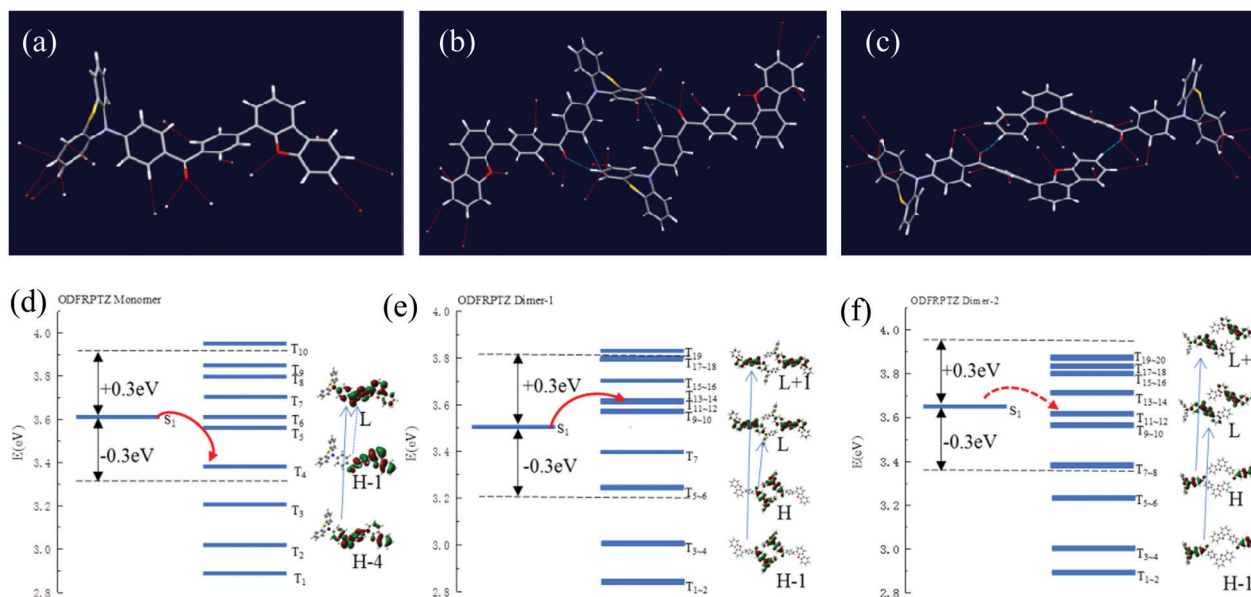 (a)
(b)
(c)
(d)
ODFRPTZ Monomer
E(eV)
4.0
3.8
3.6
3.4
3.2
3.0
+0.3eV
-0.3eV
S1
T10
T9
T8
T7
T6
T5
T4
T3
T2
T1
L
H-1
H-4
(e)
ODFRPTZ Dimer-1
E(eV)
4.0
3.8
3.6
3.4
3.2
3.0
2.8
+0.3eV
-0.3eV
S1
T19
T17~18
T15~16
T13~14
T11~12
T9~10
T7
T5~6
T3~4
T1~2
L+1
L
H
H-1
(f)
ODFRPTZ Dimer-2
E(eV)
4.0
3.8
3.6
3.4
3.2
3.0
+0.3eV
-0.3eV
S1
T19~20
T17~18
T15~16
T13~14
T11~12
T9~10
T7~8
T5~6
T3~4
T1~2
L+
L
H
H-1